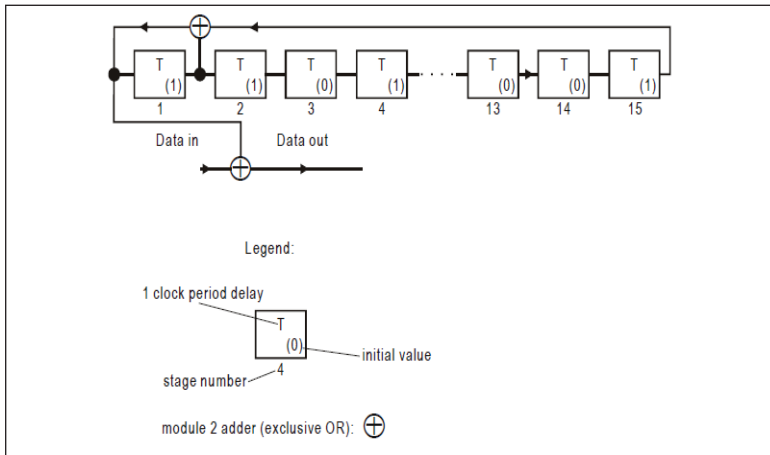 T T T T T T T
(1) (1) (0) (1) (0) (0) (1)
1 2 3 4 13 14 15
Data in Data out
Legend:
1 clock period delay
T
(0)
initial value
stage number
4
module 2 adder (exclusive OR):